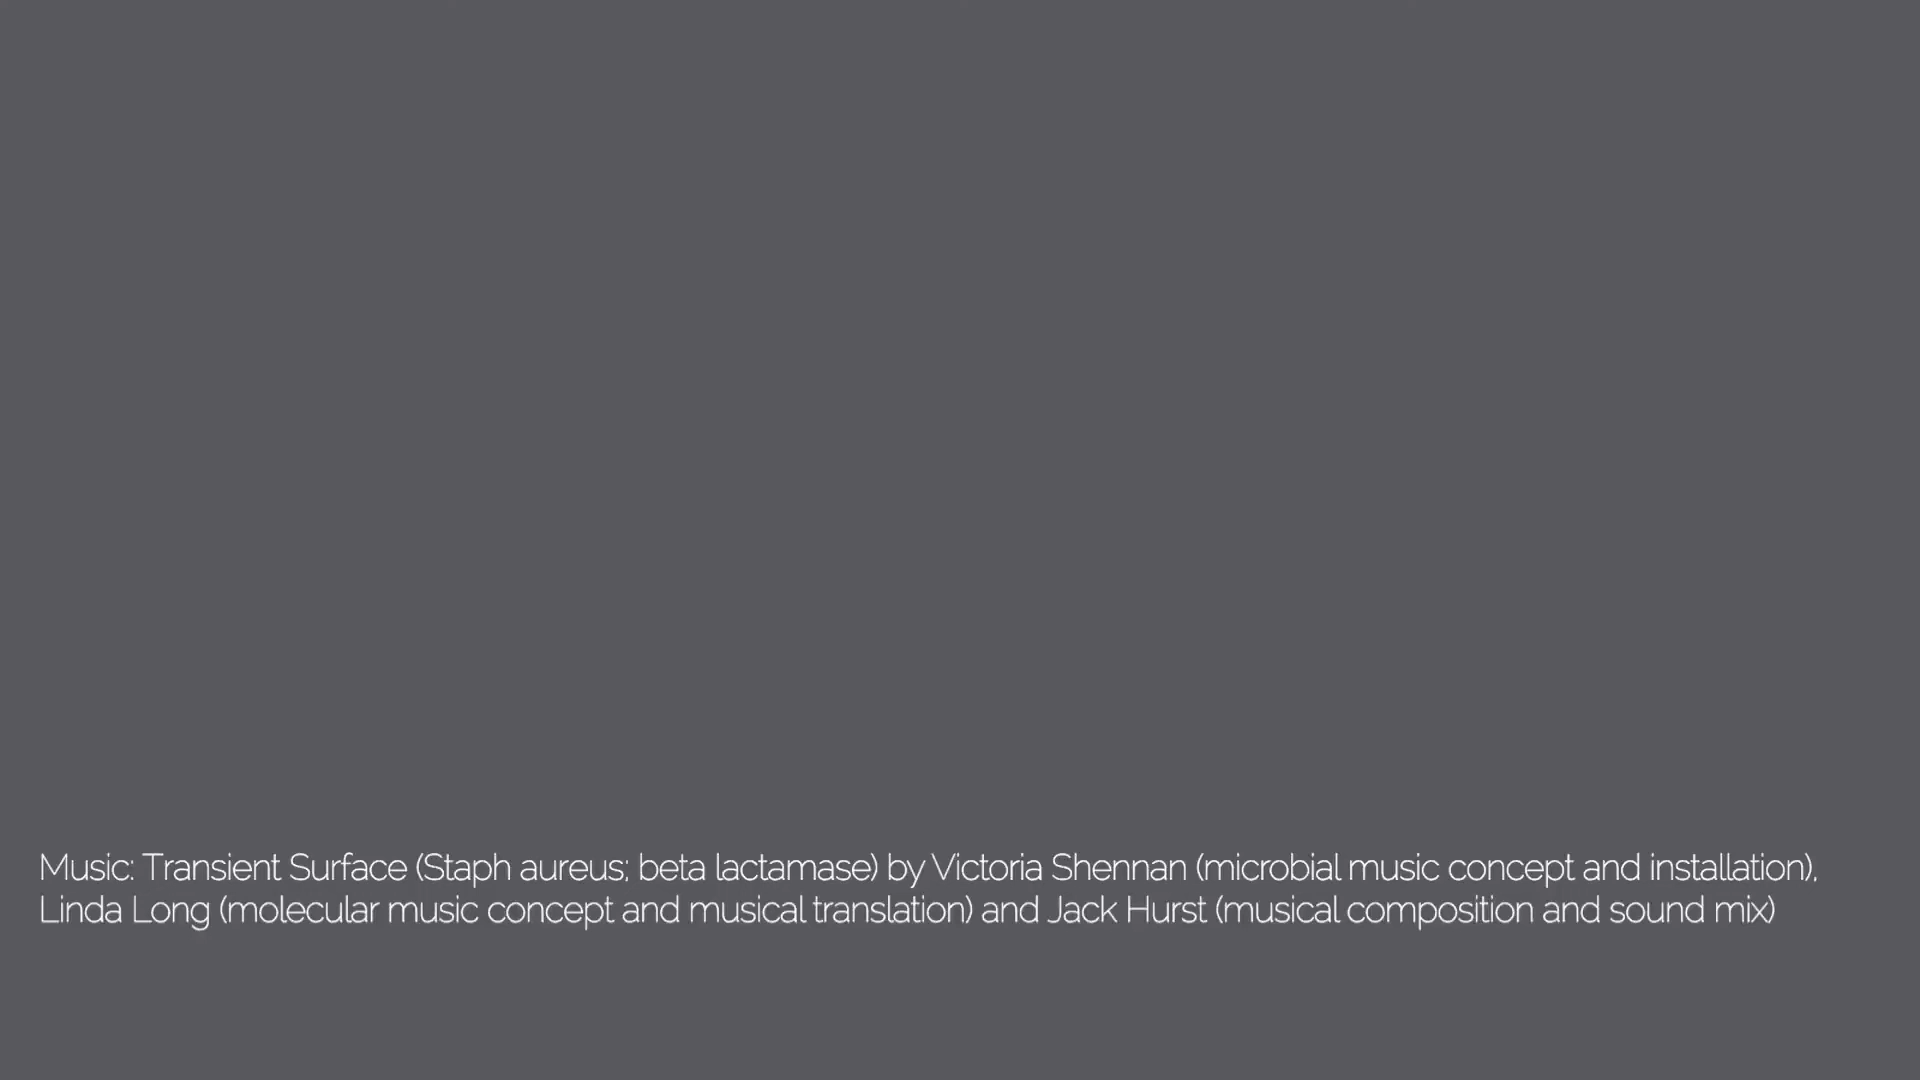 Music: Transient Surface (Staph aureus; beta lactamase) by Victoria Shennan (microbial music concept and installation),
Linda Long (molecular music concept and musical translation) and Jack Hurst (musical composition and sound mix)